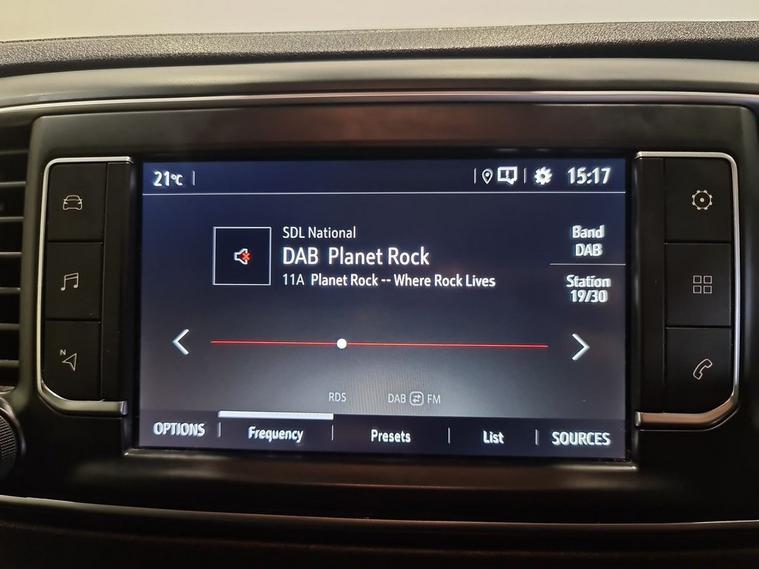 21°C
15:17
SDL National
DAB Planet Rock
11A Planet Rock -- Where Rock Lives
Band
DAB
Station
19/30
N
RDS
DAB FM
OPTIONS
Frequency
Presets
List
SOURCES